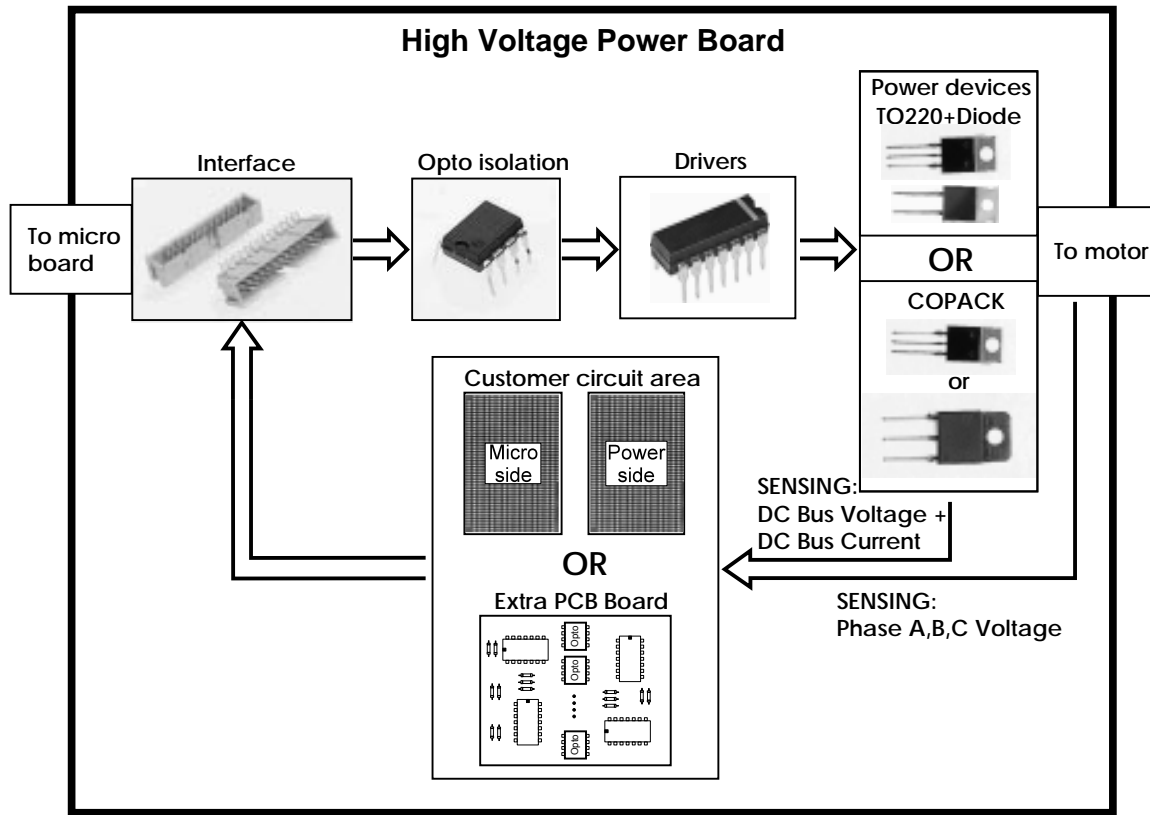 High Voltage Power Board
Power devices
TO220+Diode
Interface
Opto isolation
Drivers
To micro
board
OR
To motor
COPACK
or
Customer circuit area
Micro
side
Power
side
SENSING:
DC Bus Voltage +
DC Bus Current
OR
SENSING:
Phase A,B,C Voltage
Extra PCB Board
Opto
Opto
Opto